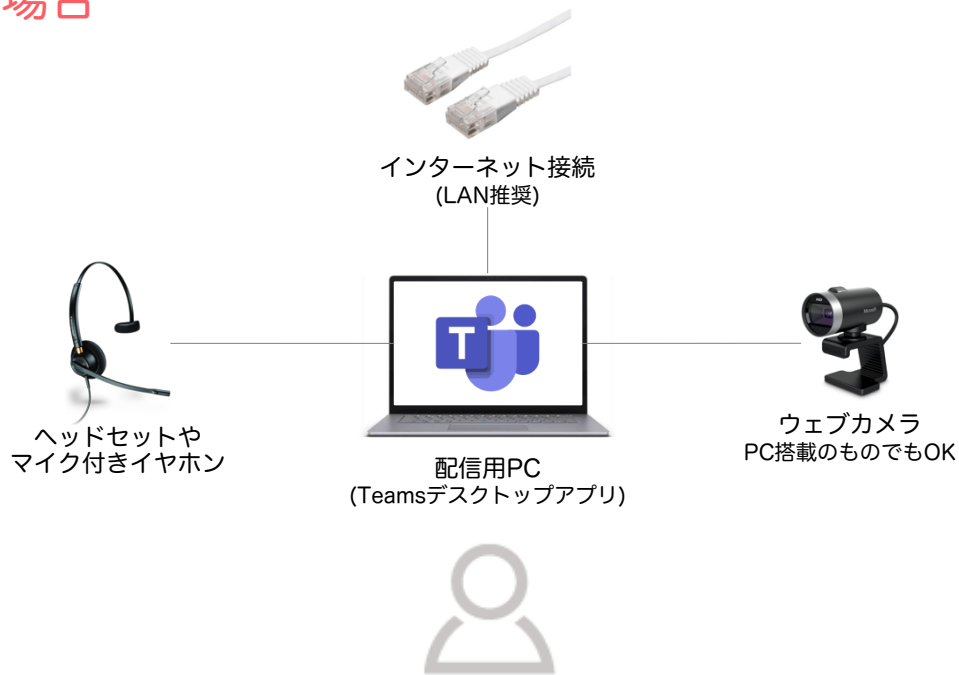 場合
インターネット接続
(LAN推奨)
T
ヘッドセットや
マイク付きイヤホン
配信用PC
(Teamsデスクトップアプリ)
ウェブカメラ
PC搭載のものでもOK